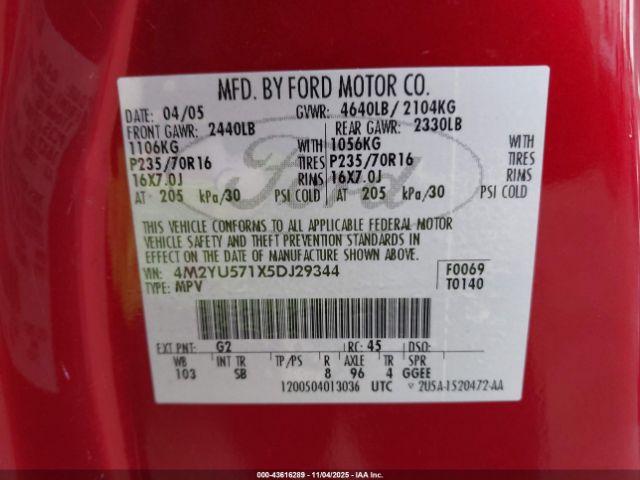 MFD. BY FORD MOTOR CO.
DATE: 04/05 GVWR: 4640LB/ 2104KG
FRONT GAWR: 2440LB REAR GAWR: 2330LB
1106KG WITH 1056KG WITH
P235/70R16 TIRES P235/70R16 TIRES
16X7.0J RIMS 16X7.0J RIMS
AT 205 kPa/30 PSI COLD AT 205 kPa/30 PSI COLD
THIS VEHICLE CONFORMS TO ALL APPLICABLE FEDERAL MOTOR
VEHICLE SAFETY AND THEFT PREVENTION STANDARDS IN
EFFECT ON THE DATE OF MANUFACTURE SHOWN ABOVE.
VIN: 4M2YU571X5DJ29344 F0069
TYPE: MPV T0140
EXT PNT: G2 RC: 45 DSO:
WB INT TR TP/PS R AXLE TR SPR
103 SB 8 96 4 GGEE
1200504013036 UTC 2U5A-1520472-AA
Ford
000-43616289 - 11/04/2025 - IAAI.com